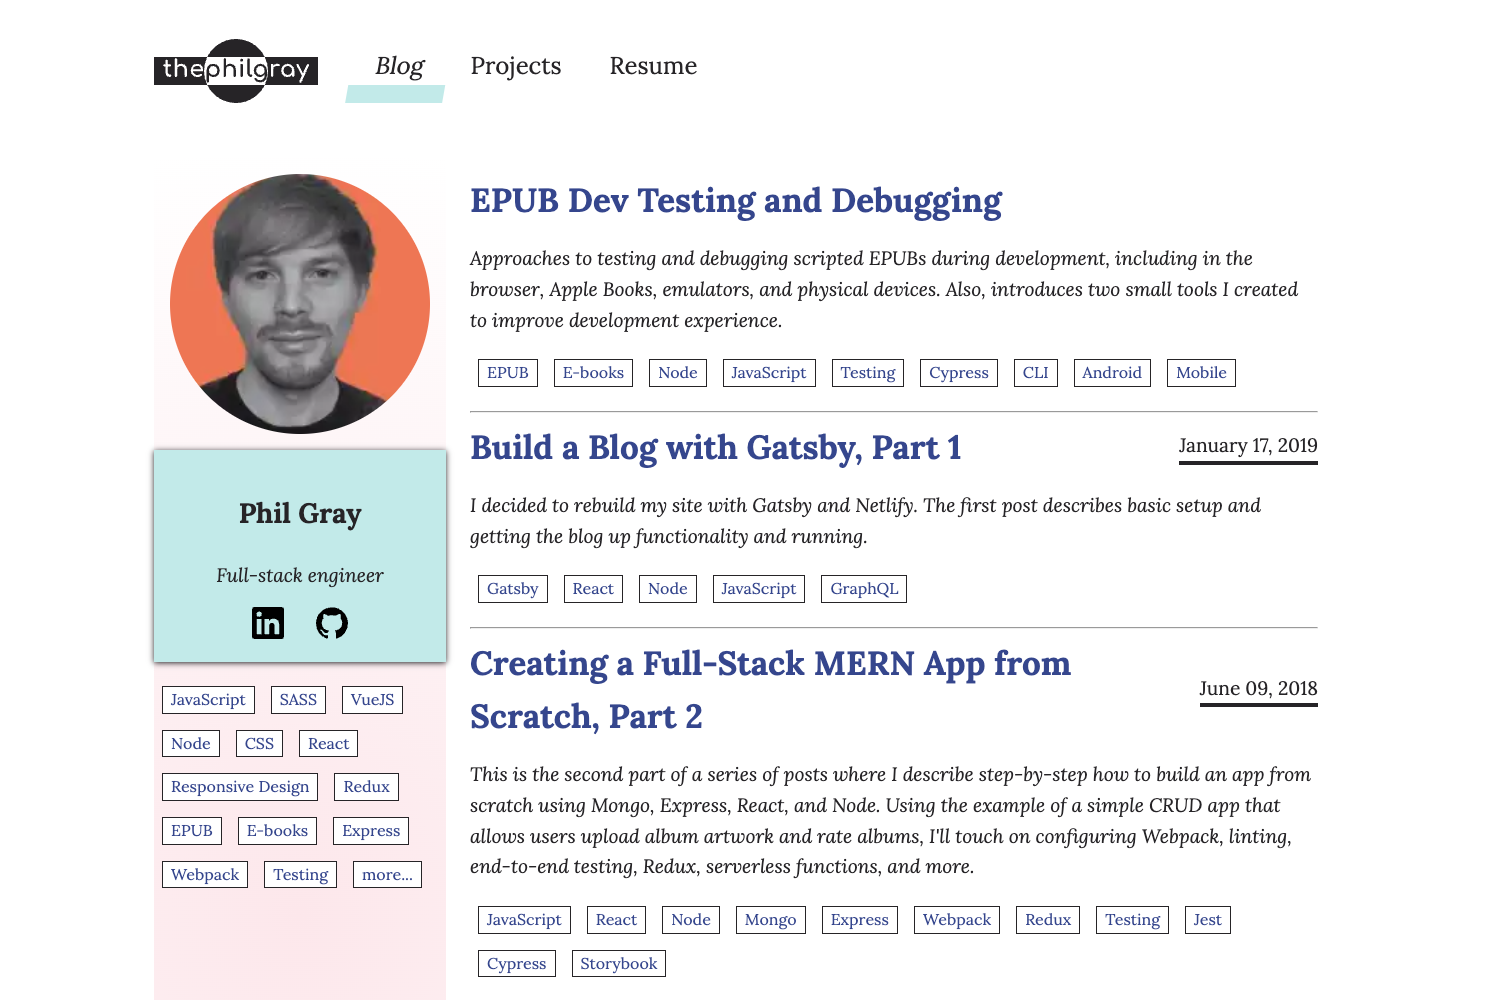 thephilgray
Blog Projects Resume
EPUB Dev Testing and Debugging
Approaches to testing and debugging scripted EPUBs during development, including in the
browser, Apple Books, emulators, and physical devices. Also, introduces two small tools I created
to improve development experience.
EPUB E-books Node JavaScript Testing Cypress CLI Android Mobile
Build a Blog with Gatsby, Part 1
January 17, 2019
I decided to rebuild my site with Gatsby and Netlify. The first post describes basic setup and
getting the blog up functionality and running.
Gatsby React Node JavaScript GraphQL
Creating a Full-Stack MERN App from
Scratch, Part 2
June 09, 2018
This is the second part of a series of posts where I describe step-by-step how to build an app from
scratch using Mongo, Express, React, and Node. Using the example of a simple CRUD app that
allows users upload album artwork and rate albums, I'll touch on configuring Webpack, linting,
end-to-end testing, Redux, serverless functions, and more.
JavaScript React Node Mongo Express Webpack Redux Testing Jest
Cypress Storybook
Phil Gray
Full-stack engineer
in
JavaScript SASS VueJS
Node CSS React
Responsive Design Redux
EPUB E-books Express
Webpack Testing more...